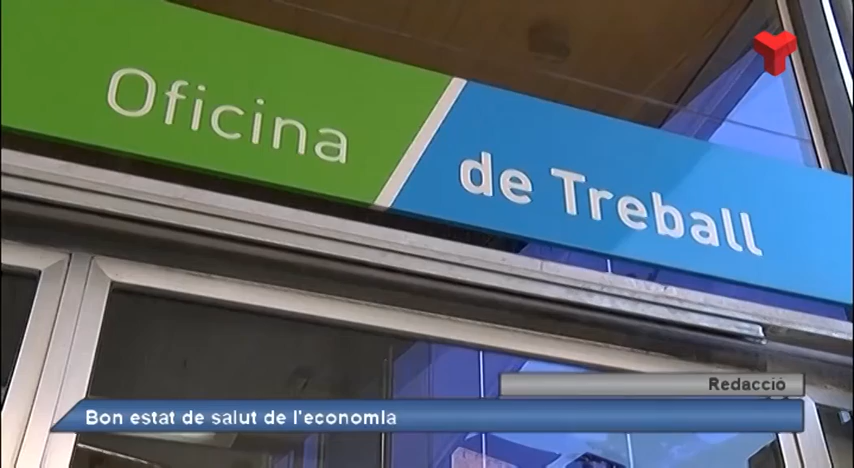 Oficina
de Treball
Redacció
Bon estat de salut de l'economia